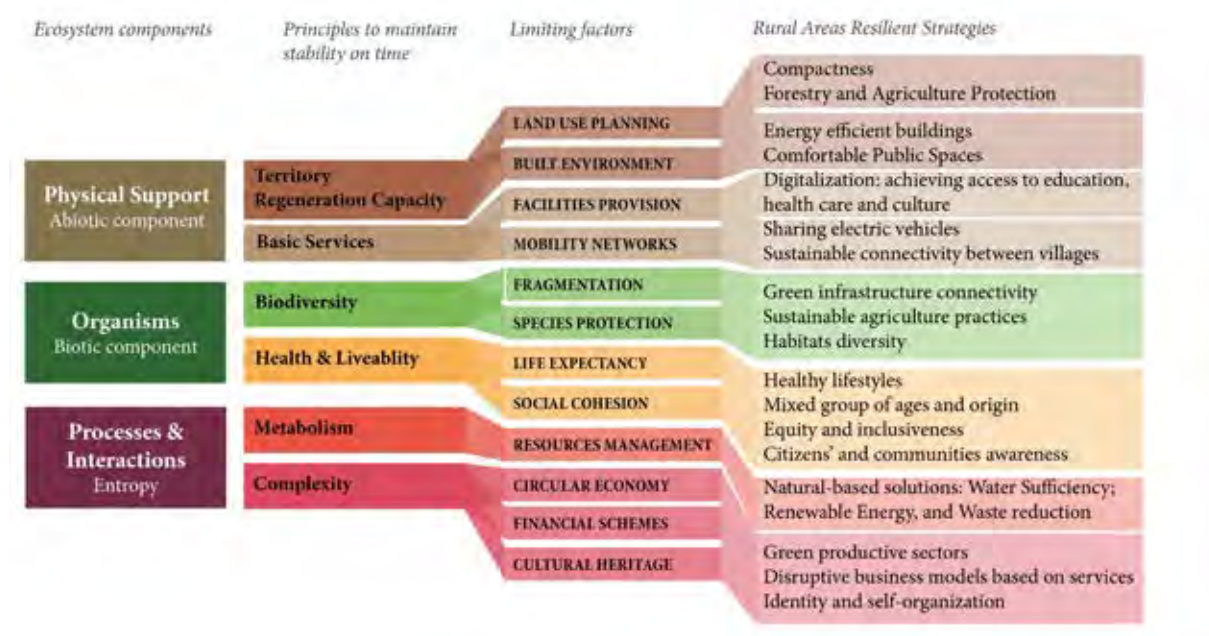 Ecosystem components
Principles to maintain
stability on time
Limiting factors
Rural Areas Resilient Strategies
Physical Support
Abiotic component
Organisms
Biotic component
Processes &
Interactions
Entropy
Territory
Regeneration Capacity
Basic Services
Biodiversity
Health & Liveablity
Metabolism
Complexity
LAND USE PLANNING
BUILT ENVIRONMENT
FACILITIES PROVISION
MOBILITY NETWORKS
FRAGMENTATION
SPECIES PROTECTION
LIFE EXPECTANCY
SOCIAL COHESION
RESOURCES MANAGEMENT
CIRCULAR ECONOMY
FINANCIAL SCHEMES
CULTURAL HERITAGE
Compactness
Forestry and Agriculture Protection
Energy efficient buildings
Comfortable Public Spaces
Digitalization: achieving access to education,
health care and culture
Sharing electric vehicles
Sustainable connectivity between villages
Green infrastructure connectivity
Sustainable agriculture practices
Habitats diversity
Healthy lifestyles
Mixed group of ages and origin
Equity and inclusiveness
Citizens' and communities awareness
Natural-based solutions: Water Sufficiency;
Renewable Energy, and Waste reduction
Green productive sectors
Disruptive business models based on services
Identity and self-organization